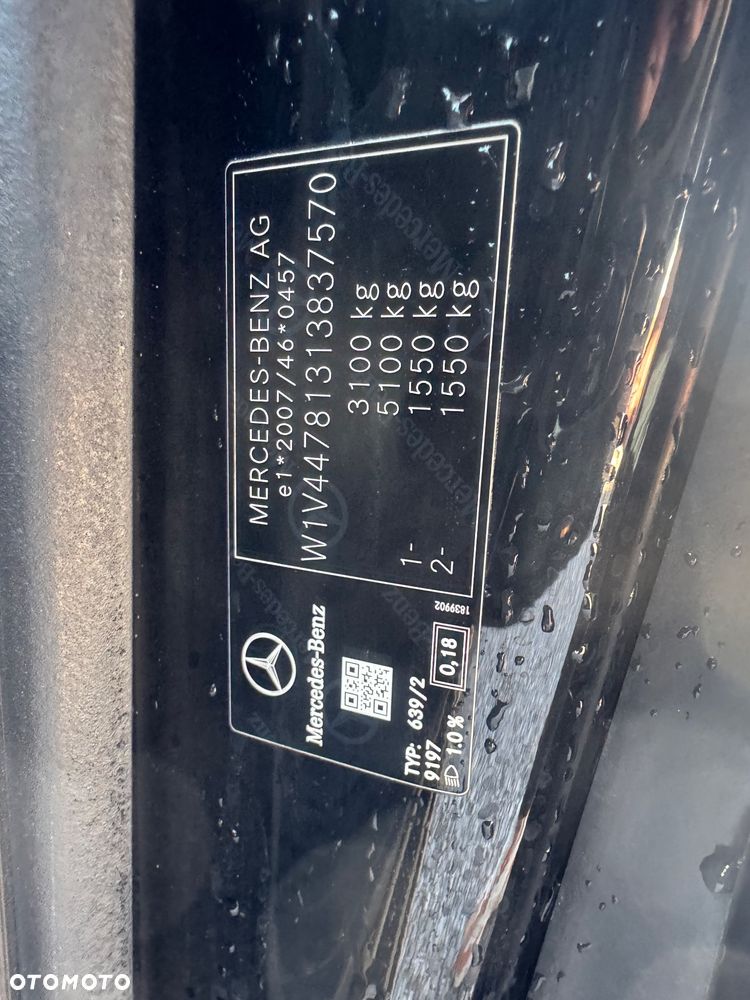 MERCEDES-BENZ AG
e1*2007/46*0457
W1V44781313837570
3100 kg
5100 kg
1- 1550 kg
2- 1550 kg
Mercedes-Benz
TYP: 639/2
9197
1.0 %
0,18
1839902
OTOMOTO